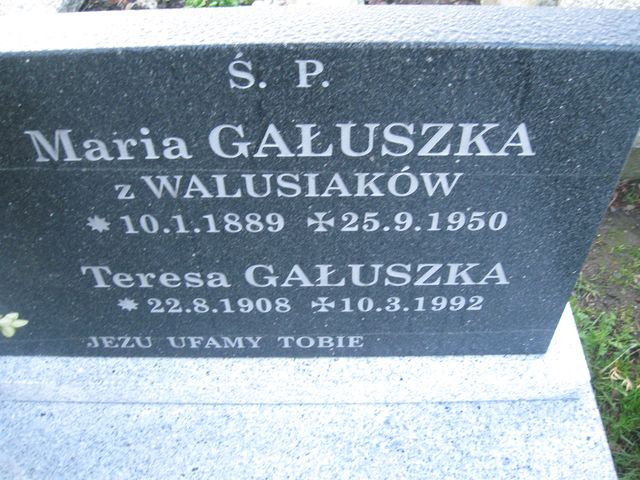 Ś. P.
Maria GAŁUSZKA
z WALUSIAKÓW
* 10.1.1889 ✠ 25.9.1950
Teresa GAŁUSZKA
* 22.8.1908 ✠ 10.3.1992
JEZU UFAMY TOBIE